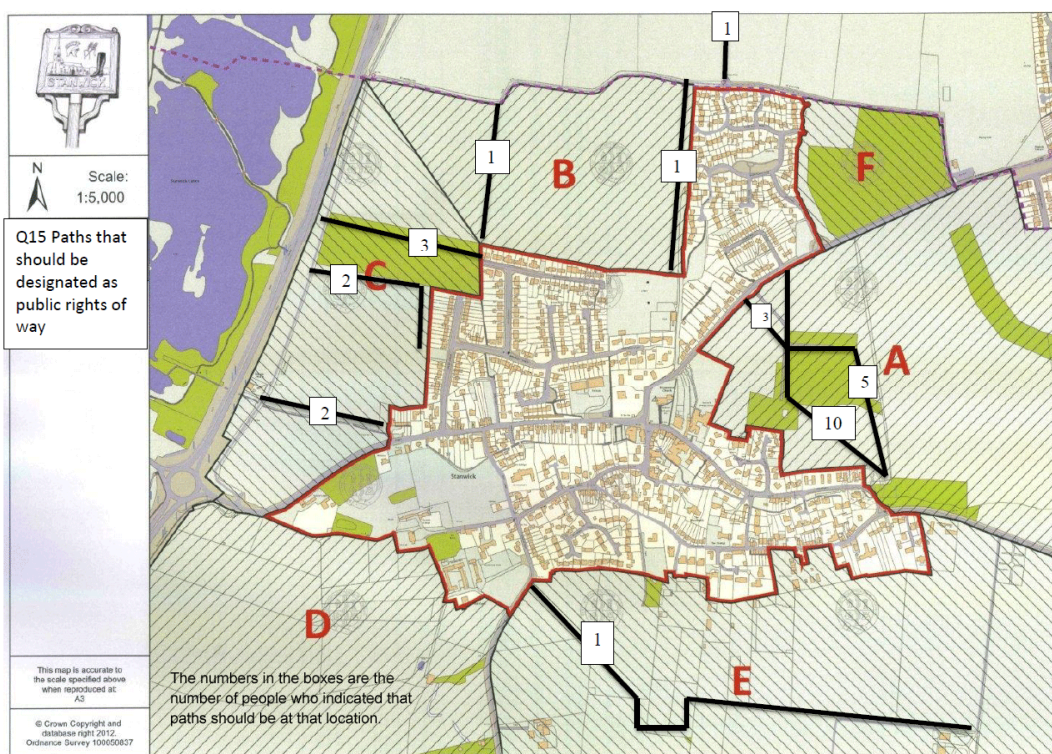 STANWICK
N
Scale:
1:5,000
Q15 Paths that
should be
designated as
public rights of
way
This map is accurate to
the scale specified above
when reproduced at
A3
© Crown Copyright and
database right 2012.
Ordnance Survey 100050837
1
1
B
1
F
3
C
2
3
A
5
10
2
Stanwick
D
1
E
The numbers in the boxes are the
number of people who indicated that
paths should be at that location.